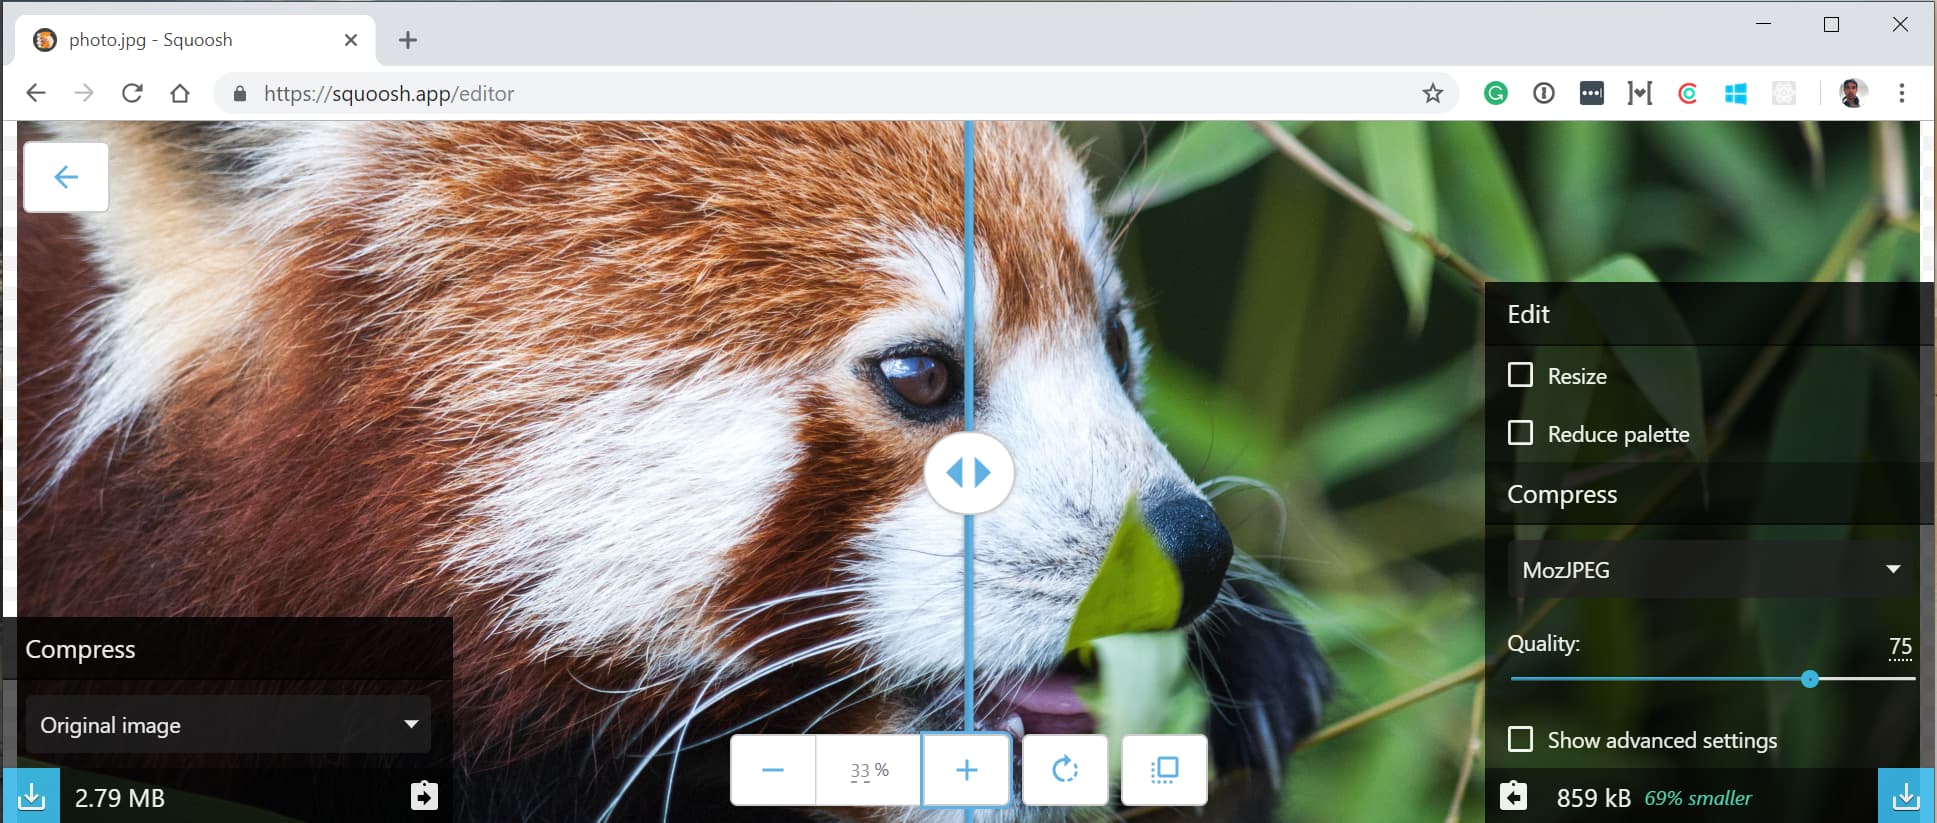 photo.jpg - Squoosh
https://squoosh.app/editor
Edit
Resize
Reduce palette
Compress
MozJPEG
Quality: 75
Show advanced settings
859 kB 69% smaller
Compress
Original image
2.79 MB
33 %